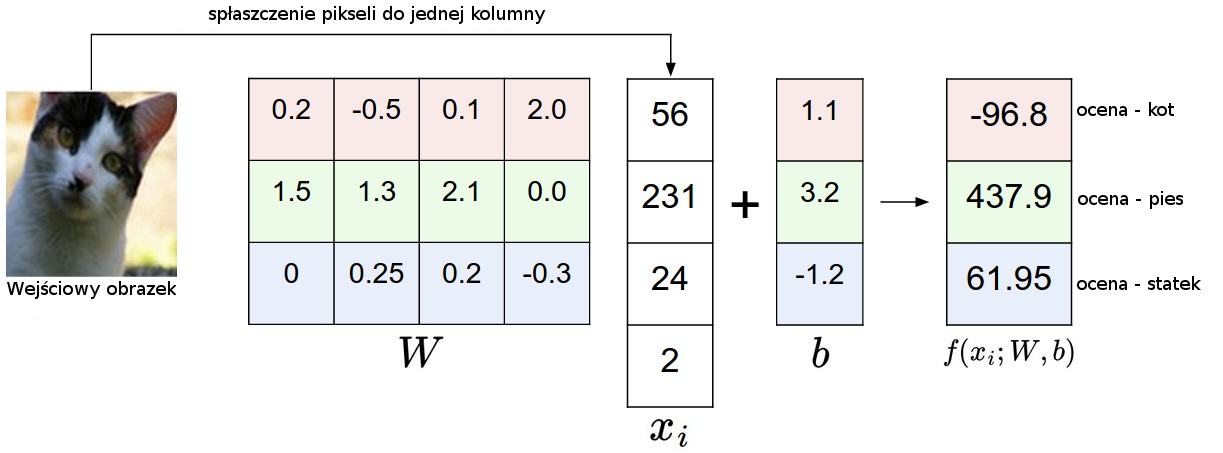 spłaszczenie pikseli do jednej kolumny
0.2 -0.5 0.1 2.0
1.5 1.3 2.1 0.0
0 0.25 0.2 -0.3
W
56
231
24
2
x_i
+
1.1
3.2
-1.2
b
-96.8
437.9
61.95
f(x_i; W, b)
ocena - kot
ocena - pies
ocena - statek
Wejściowy obrazek